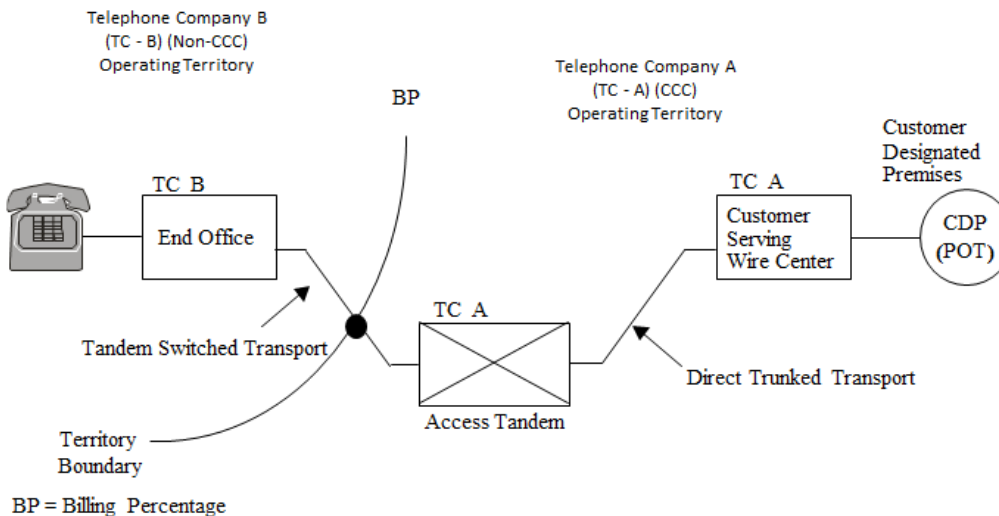 Telephone Company B
(TC - B) (Non-CCC)
Operating Territory
Telephone Company A
(TC - A) (CCC)
Operating Territory
BP
Customer
Designated
Premises
TC B
End Office
TC A
Customer
Serving
Wire Center
CDP
(POT)
TC A
Tandem Switched Transport
Direct Trunked Transport
Access Tandem
Territory
Boundary
BP = Billing Percentage